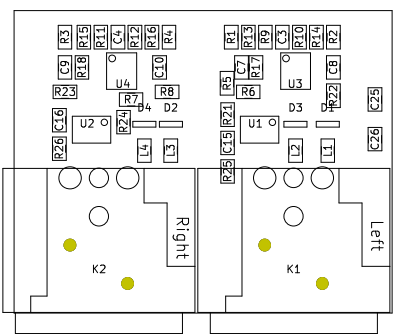 R3 R15 R11 C4 R12 R16 R4 R1 R13 R9 C3 R10 R14 R2
C9 R18 U4 C10 R5 C7 R17 U3 C8
R23 R7 R8 R6 R22 C25
C16 R24 D4 D2 R21 D3 D1
U2 U1 C26
R26 L4 L3 C15 L2 L1
R25
Right Left
K2 K1